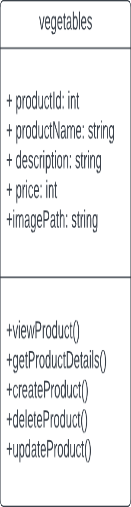 vegetables
+ productId: int
+ productName: string
+ description: string
+ price: int
+imagePath: string
+viewProduct()
+getProductDetails()
+createProduct()
+deleteProduct()
+updateProduct()